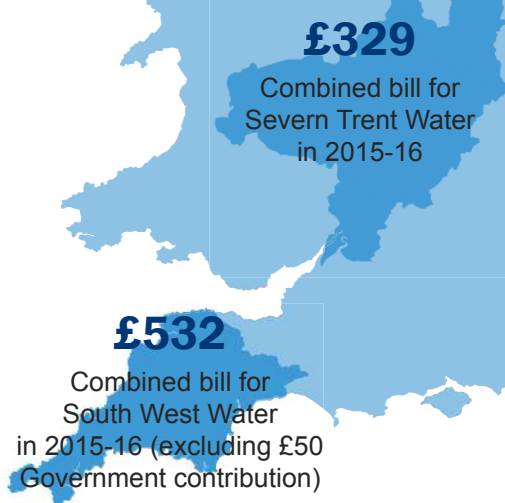 £329
Combined bill for
Severn Trent Water
in 2015-16
£532
Combined bill for
South West Water
in 2015-16 (excluding £50
Government contribution)